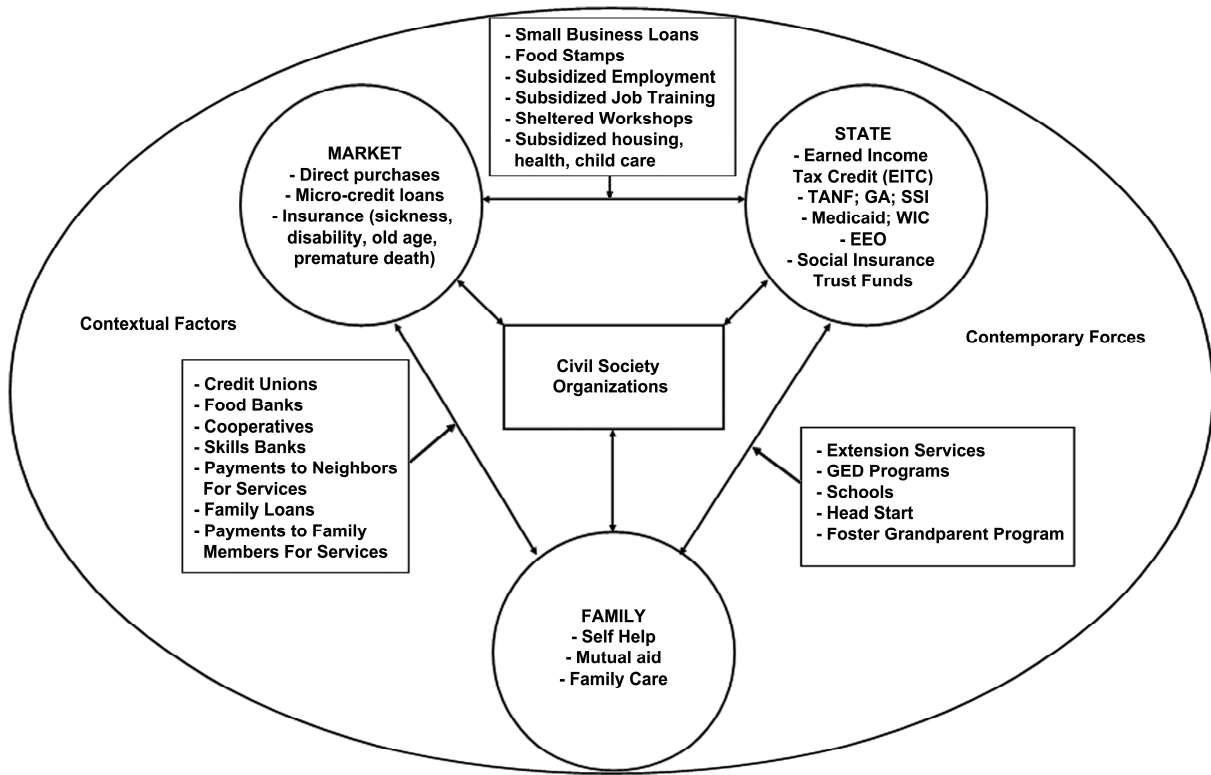 - Small Business Loans
- Food Stamps
- Subsidized Employment
- Subsidized Job Training
- Sheltered Workshops
- Subsidized housing,
health, child care
MARKET
- Direct purchases
- Micro-credit loans
- Insurance (sickness,
disability, old age,
premature death)
STATE
- Earned Income
Tax Credit (EITC)
- TANF; GA; SSI
- Medicaid; WIC
- EEO
- Social Insurance
Trust Funds
Contextual Factors
Contemporary Forces
Civil Society
Organizations
- Credit Unions
- Food Banks
- Cooperatives
- Skills Banks
- Payments to Neighbors
For Services
- Family Loans
- Payments to Family
Members For Services
- Extension Services
- GED Programs
- Schools
- Head Start
- Foster Grandparent Program
FAMILY
- Self Help
- Mutual aid
- Family Care